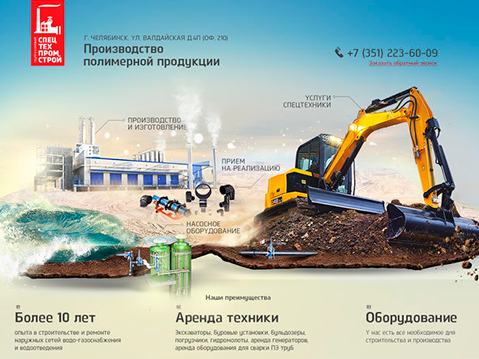 СПЕЦ
ТЕХ
ПРОМ
СТРОЙ
Г. ЧЕЛЯБИНСК, УЛ. ВАЛДАЙСКАЯ Д.4П (ОФ. 210)
Производство
полимерной продукции
+7 (351) 223-60-09
Заказать обратный звонок
ПРОИЗВОДСТВО
И ИЗГОТОВЛЕНИЕ
УСЛУГИ
СПЕЦТЕХНИКИ
ПРИЕМ
НА РЕАЛИЗАЦИЮ
НАСОСНОЕ
ОБОРУДОВАНИЕ
Наши преимущества
Более 10 лет
опыта в строительстве и ремонте
наружных сетей водо-газоснабжения
и водоотведения
Аренда техники
Экскаваторы, буровые установки, бульдозеры,
погрузчики, гидромолоты, аренда генераторов,
аренда оборудования для сварки ПЭ труб
Оборудование
У нас есть все необходимое для
строительства и производства